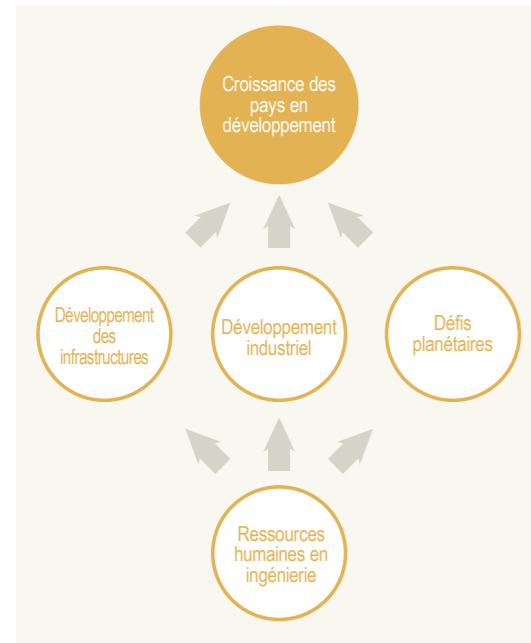 Croissance des
pays en
développement
Développement
des
infrastructures
Développement
industriel
Défis
planétaires
Ressources
humaines en
ingénierie